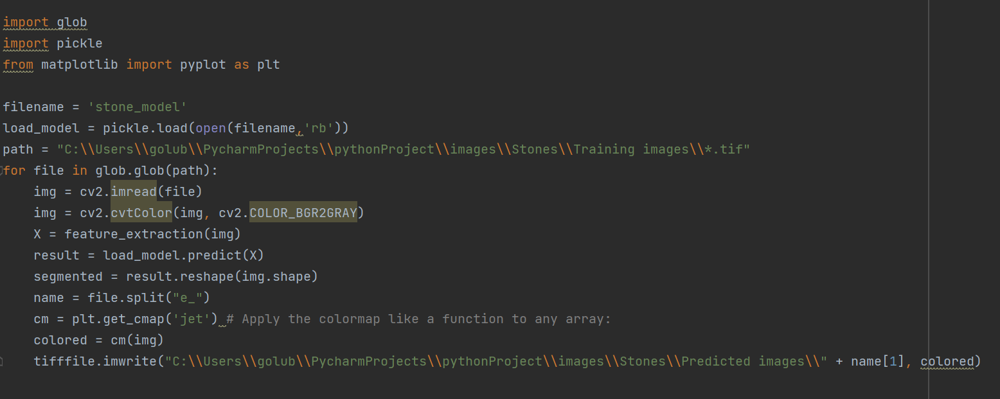 import glob
import pickle
from matplotlib import pyplot as plt
filename = 'stone_model'
load_model = pickle.load(open(filename,'rb'))
path = "C:\\Users\\golub\\PycharmProjects\\pythonProject\\images\\Stones\\Training images\\*.tif"
for file in glob.glob(path):
    img = cv2.imread(file)
    img = cv2.cvtColor(img, cv2.COLOR_BGR2GRAY)
    X = feature_extraction(img)
    result = load_model.predict(X)
    segmented = result.reshape(img.shape)
    name = file.split("e_")
    cm = plt.get_cmap('jet') # Apply the colormap like a function to any array:
    colored = cm(img)
    tifffile.imwrite("C:\\Users\\golub\\PycharmProjects\\pythonProject\\images\\Stones\\Predicted images\\" + name[1], colored)